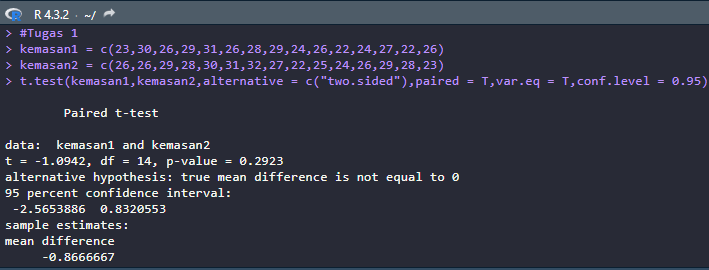 R 4.3.2 · ~/
> #Tugas 1
> kemasan1 = c(23,30,26,29,31,26,28,29,24,26,22,24,27,22,26)
> kemasan2 = c(26,26,29,28,30,31,32,27,22,25,24,26,29,28,23)
> t.test(kemasan1,kemasan2,alternative = c("two.sided"),paired = T,var.eq = T,conf.level = 0.95)
Paired t-test
data:  kemasan1 and kemasan2
t = -1.0942, df = 14, p-value = 0.2923
alternative hypothesis: true mean difference is not equal to 0
95 percent confidence interval:
-2.5653886  0.8320553
sample estimates:
mean difference
-0.8666667